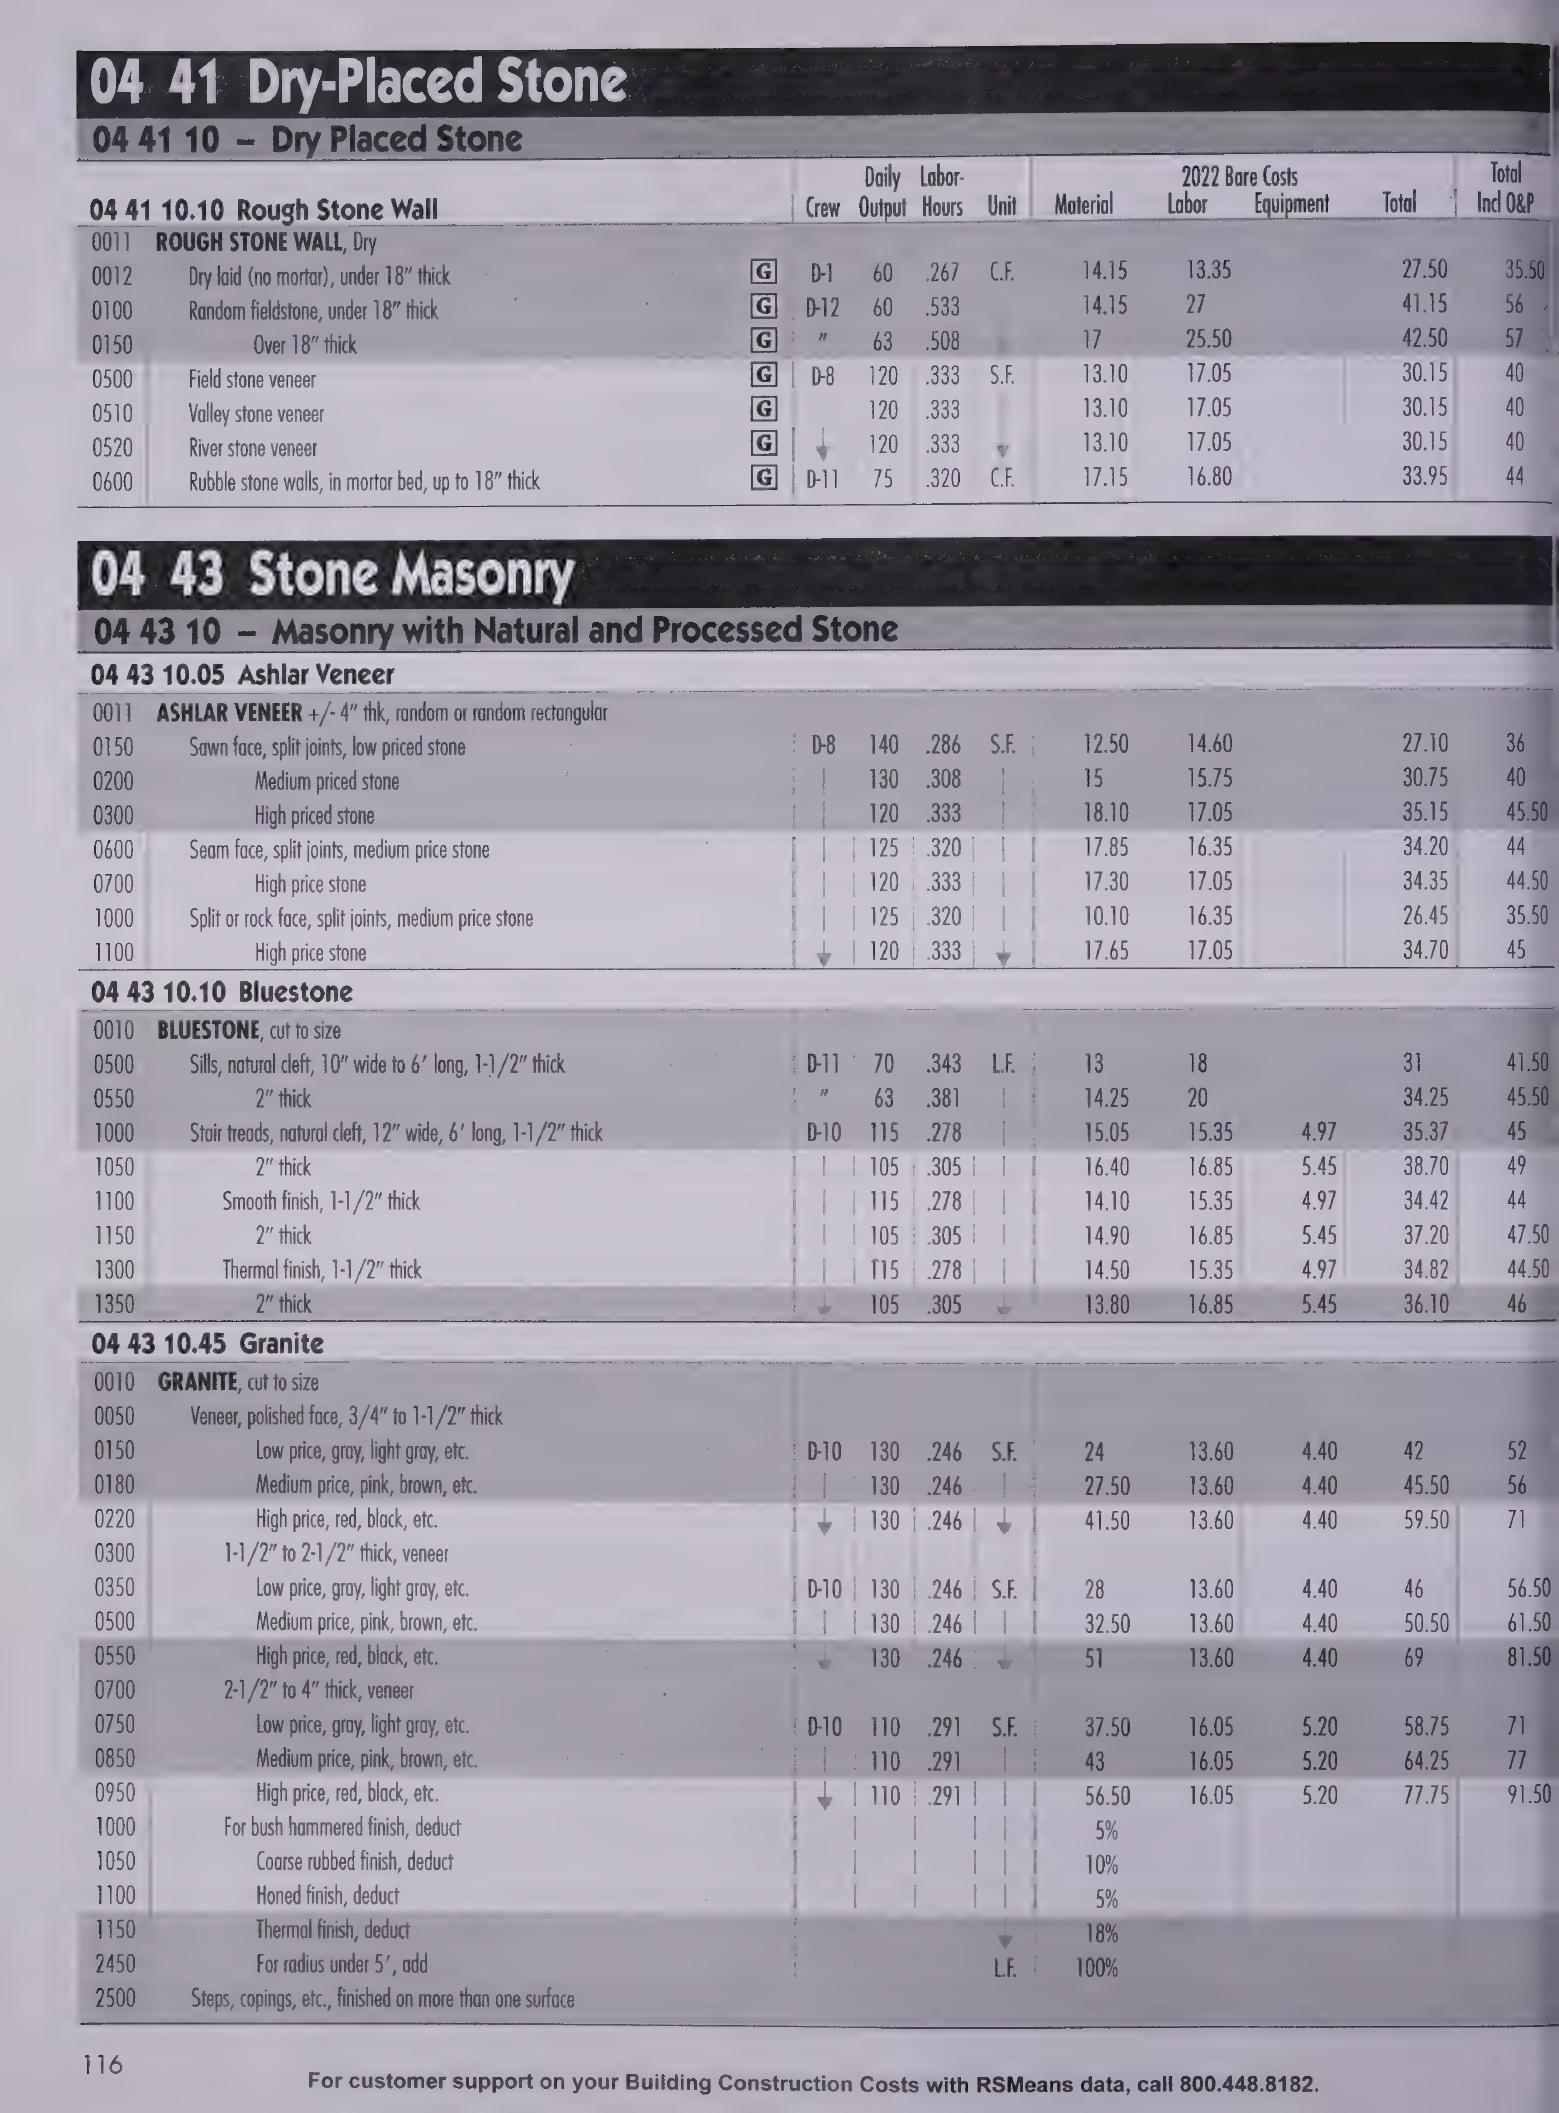 04 41 Dry-Placed Stone
04 41 10 – Dry Placed Stone
Daily Labor- 2022 Bare Costs Total
04 41 10.10 Rough Stone Wall Crew Output Hours Unit Material Labor Equipment Total Incl O&P
0011 ROUGH STONE WALL, Dry
0012 Dry laid (no mortar), under 18" thick G D-1 60 .267 C.F. 14.15 13.35 27.50 35.50
0100 Random fieldstone, under 18" thick G D-12 60 .533 14.15 27 41.15 56
0150 Over 18" thick G " 63 .508 17 25.50 42.50 57
0500 Field stone veneer G D-8 120 .333 S.F. 13.10 17.05 30.15 40
0510 Valley stone veneer G 120 .333 13.10 17.05 30.15 40
0520 River stone veneer G 120 .333 13.10 17.05 30.15 40
0600 Rubble stone walls, in mortar bed, up to 18" thick G D-11 75 .320 C.F. 17.15 16.80 33.95 44
04 43 Stone Masonry
04 43 10 – Masonry with Natural and Processed Stone
04 43 10.05 Ashlar Veneer
0011 ASHLAR VENEER +/- 4" thk, random or random rectangular
0150 Sawn face, split joints, low priced stone D-8 140 .286 S.F. 12.50 14.60 27.10 36
0200 Medium priced stone 130 .308 15 15.75 30.75 40
0300 High priced stone 120 .333 18.10 17.05 35.15 45.50
0600 Seam face, split joints, medium price stone 125 .320 17.85 16.35 34.20 44
0700 High price stone 120 .333 17.30 17.05 34.35 44.50
1000 Split or rock face, split joints, medium price stone 125 .320 10.10 16.35 26.45 35.50
1100 High price stone 120 .333 17.65 17.05 34.70 45
04 43 10.10 Bluestone
0010 BLUESTONE, cut to size
0500 Sills, natural cleft, 10" wide to 6' long, 1-1/2" thick D-11 70 .343 L.F. 13 18 31 41.50
0550 2" thick " 63 .381 14.25 20 34.25 45.50
1000 Stair treads, natural cleft, 12" wide, 6' long, 1-1/2" thick D-10 115 .278 15.05 15.35 4.97 35.37 45
1050 2" thick 105 .305 16.40 16.85 5.45 38.70 49
1100 Smooth finish, 1-1/2" thick 115 .278 14.10 15.35 4.97 34.42 44
1150 2" thick 105 .305 14.90 16.85 5.45 37.20 47.50
1300 Thermal finish, 1-1/2" thick 115 .278 14.50 15.35 4.97 34.82 44.50
1350 2" thick 105 .305 13.80 16.85 5.45 36.10 46
04 43 10.45 Granite
0010 GRANITE, cut to size
0050 Veneer, polished face, 3/4" to 1-1/2" thick
0150 Low price, gray, light gray, etc. D-10 130 .246 S.F. 24 13.60 4.40 42 52
0180 Medium price, pink, brown, etc. 130 .246 27.50 13.60 4.40 45.50 56
0220 High price, red, black, etc. 130 .246 41.50 13.60 4.40 59.50 71
0300 1-1/2" to 2-1/2" thick, veneer
0350 Low price, gray, light gray, etc. D-10 130 .246 S.F. 28 13.60 4.40 46 56.50
0500 Medium price, pink, brown, etc. 130 .246 32.50 13.60 4.40 50.50 61.50
0550 High price, red, black, etc. 130 .246 51 13.60 4.40 69 81.50
0700 2-1/2" to 4" thick, veneer
0750 Low price, gray, light gray, etc. D-10 110 .291 S.F. 37.50 16.05 5.20 58.75 71
0850 Medium price, pink, brown, etc. 110 .291 43 16.05 5.20 64.25 77
0950 High price, red, black, etc. 110 .291 56.50 16.05 5.20 77.75 91.50
1000 For bush hammered finish, deduct 5%
1050 Coarse rubbed finish, deduct 10%
1100 Honed finish, deduct 5%
1150 Thermal finish, deduct 18%
2450 For radius under 5', add L.F. 100%
2500 Steps, copings, etc., finished on more than one surface
116
For customer support on your Building Construction Costs with RSMeans data, call 800.448.8182.